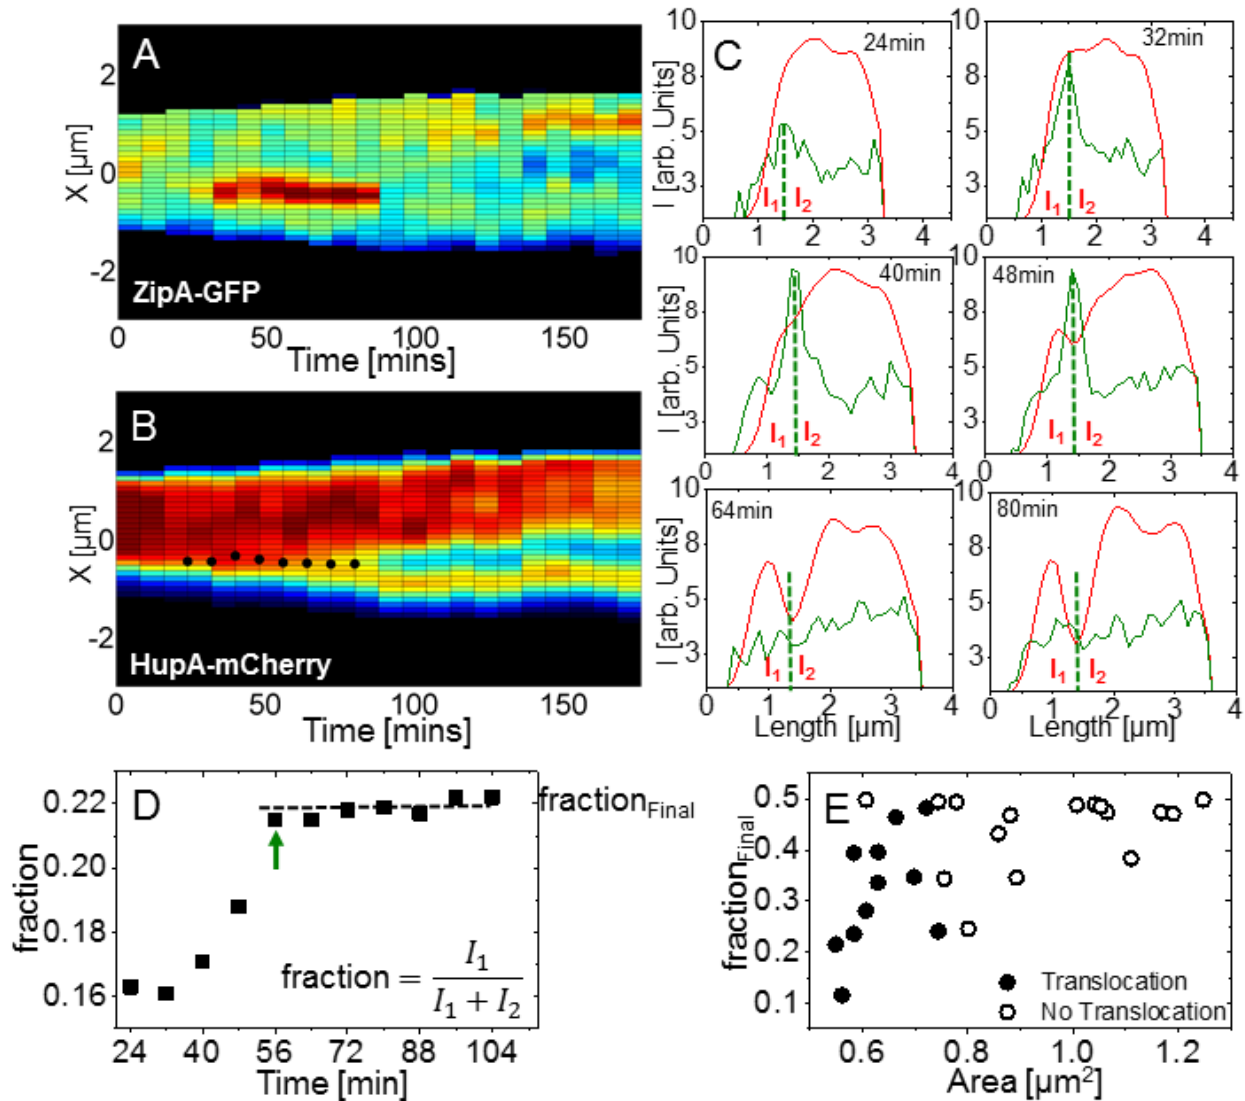 A
X [µm]
2
0
-2
ZipA-GFP
0 50 100 150
Time [mins]
B
X [µm]
2
0
-2
HupA-mCherry
0 50 100 150
Time [mins]
C
I [arb. Units]
10
8
5
3
24min
I₁ I₂
0 1 2 3 4
10
8
5
3
32min
I₁ I₂
0 1 2 3 4
I [arb. Units]
10
8
5
3
40min
I₁ I₂
0 1 2 3 4
10
8
5
3
48min
I₁ I₂
0 1 2 3 4
I [arb. Units]
10
8
5
3
64min
I₁ I₂
0 1 2 3 4
Length [µm]
10
8
5
3
80min
I₁ I₂
0 1 2 3 4
Length [µm]
D
fraction
0.22
0.20
0.18
0.16
fraction_Final
fraction = I₁ / (I₁ + I₂)
24 40 56 72 88 104
Time [min]
E
fraction_Final
0.5
0.4
0.3
0.2
0.1
Translocation
No Translocation
0.6 0.8 1.0 1.2
Area [µm²]